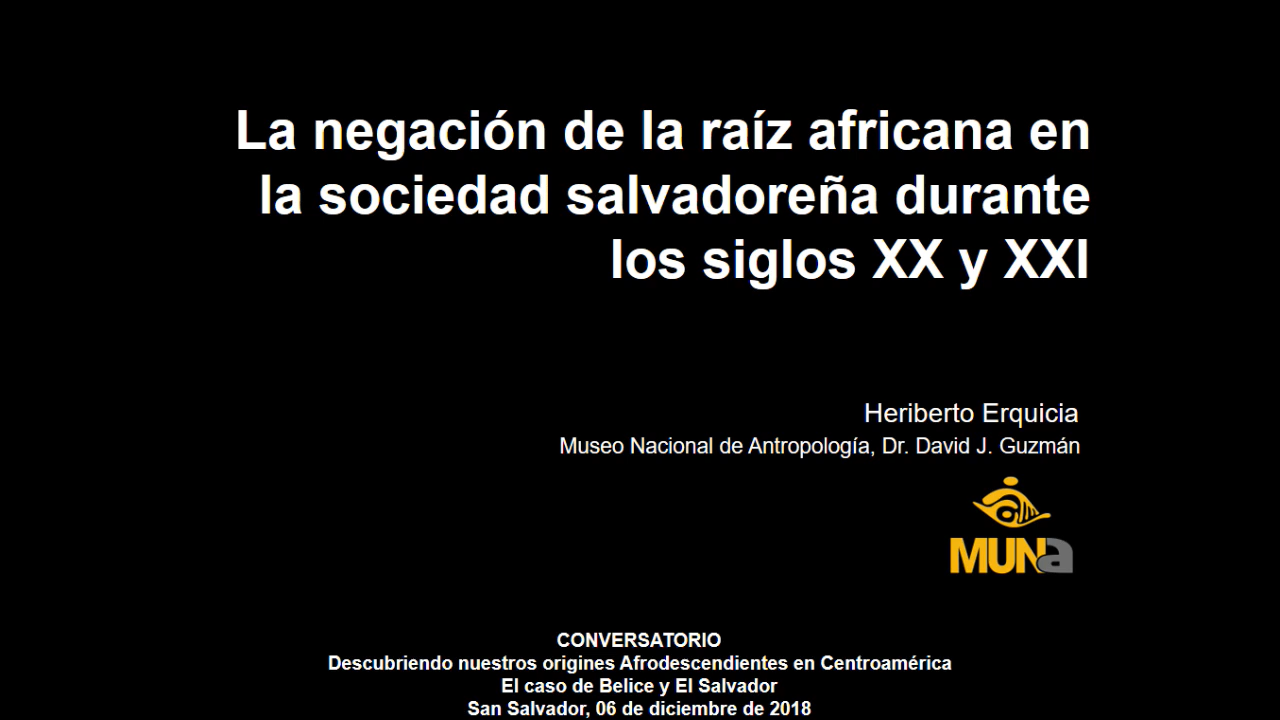 La negación de la raíz africana en
la sociedad salvadoreña durante
los siglos XX y XXI
Heriberto Erquicia
Museo Nacional de Antropología, Dr. David J. Guzmán
MUNa
CONVERSATORIO
Descubriendo nuestros origines Afrodescendientes en Centroamérica
El caso de Belice y El Salvador
San Salvador, 06 de diciembre de 2018